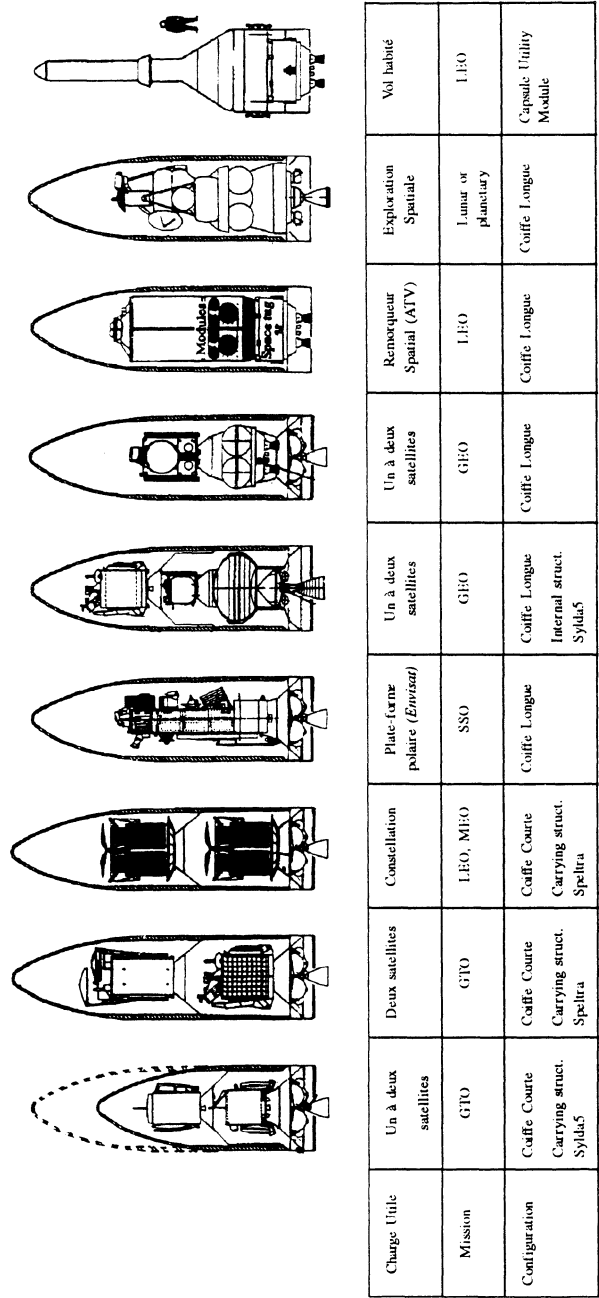 Modules
Space tug
Charge Utile
Un à deux
satellites
Deux satellites
Constellation
Plate-forme
polaire (Envisat)
Un à deux
satellites
Un à deux
satellites
Remorqueur
Spatial (ATV)
Exploration
Spatiale
Vol habité
Mission
GTO
GTO
LEO, MEO
SSO
GEO
GEO
LEO
Lunar or
planetary
LEO
Configuration
Coiffe Courte
Carrying struct.
Sylda5
Coiffe Courte
Carrying struct.
Speltra
Coiffe Courte
Carrying struct.
Speltra
Coiffe Longue
Coiffe Longue
Internal struct.
Sylda5
Coiffe Longue
Coiffe Longue
Coiffe Longue
Capsule Utility
Module